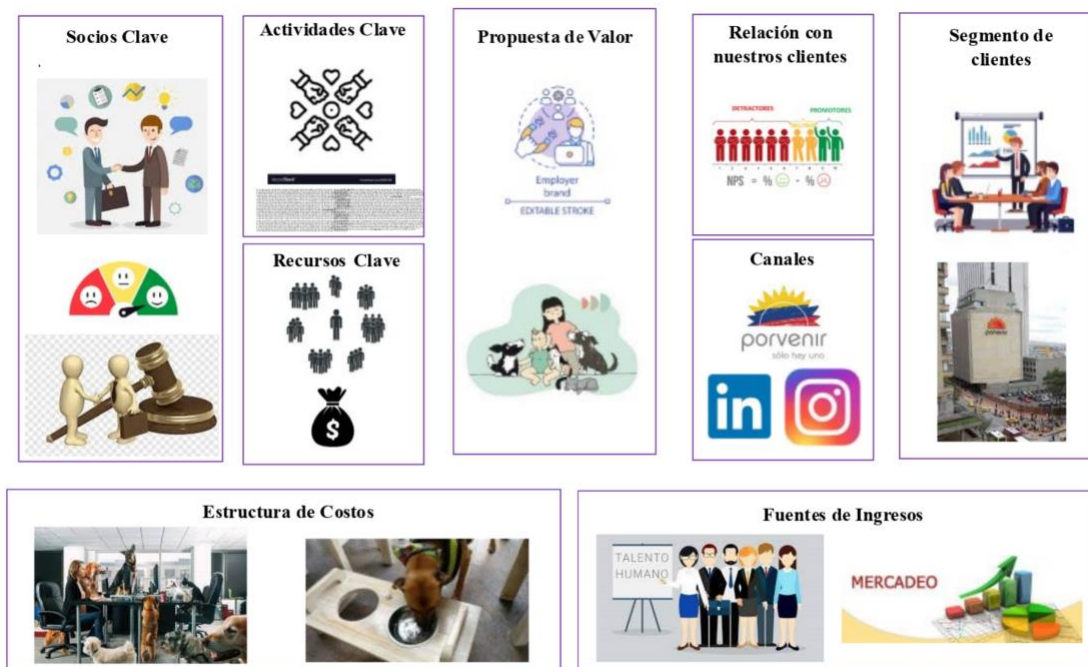 Socios Clave
.
Actividades Clave
Recursos Clave
$
Propuesta de Valor
Employer
brand
EDITABLE STROKE
Relación con
nuestros clientes
DETRACTORES
PROMOTORES
NPS = % - %
Canales
porvenir
sólo hay uno
in
Segmento de
clientes
porvenir
Estructura de Costos
Fuentes de Ingresos
TALENTO
HUMANO
MERCADEO